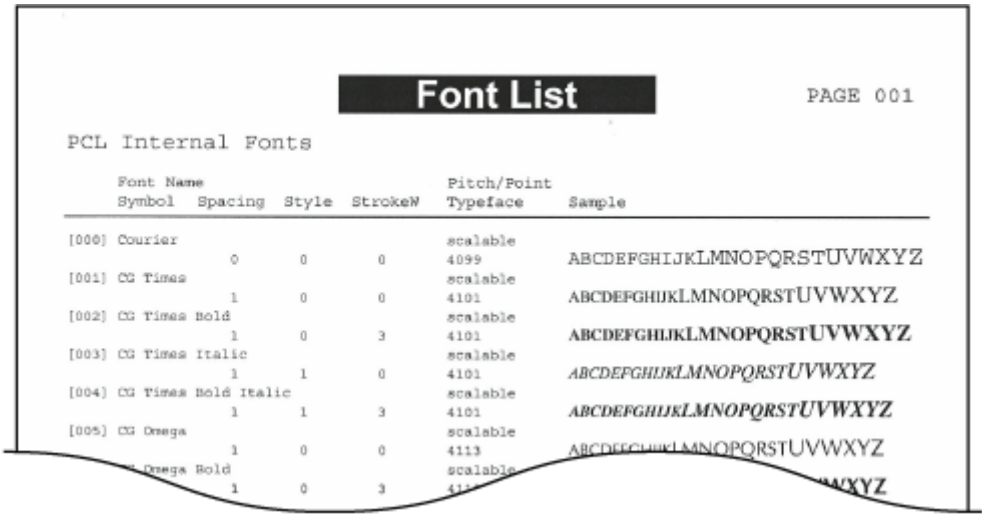 Font List
PAGE 001
PCL Internal Fonts
Font Name Pitch/Point
Symbol Spacing Style StrokeW Typeface Sample
[000] Courier scalable
0 0 0 4099 ABCDEFGHIJKLMNOPQRSTUVWXYZ
[001] CG Times scalable
1 0 0 4101 ABCDEFGHIJKLMNOPQRSTUVWXYZ
[002] CG Times Bold scalable
1 0 3 4101 ABCDEFGHIJKLMNOPQRSTUVWXYZ
[003] CG Times Italic scalable
1 1 0 4101 ABCDEFGHIJKLMNOPQRSTUVWXYZ
[004] CG Times Bold Italic scalable
1 1 3 4101 ABCDEFGHIJKLMNOPQRSTUVWXYZ
[005] CG Omega scalable
1 0 0 4113 ABCDEFGHIJKLMNOPQRSTUVWXYZ
Omega Bold scalable
1 0 3